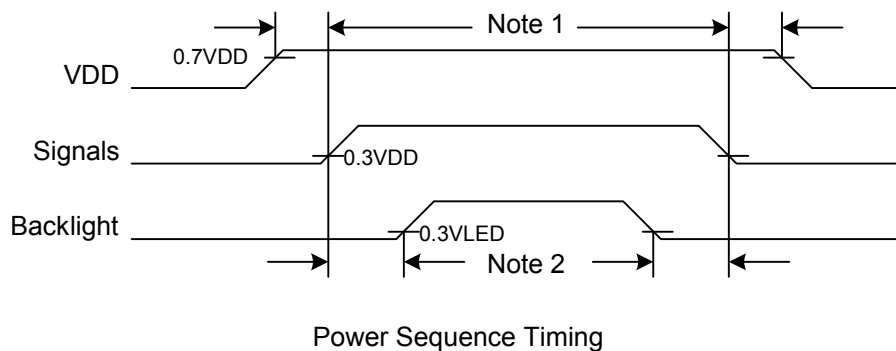 Note 1
0.7VDD
VDD
Signals
0.3VDD
Backlight
0.3VLED
Note 2
Power Sequence Timing